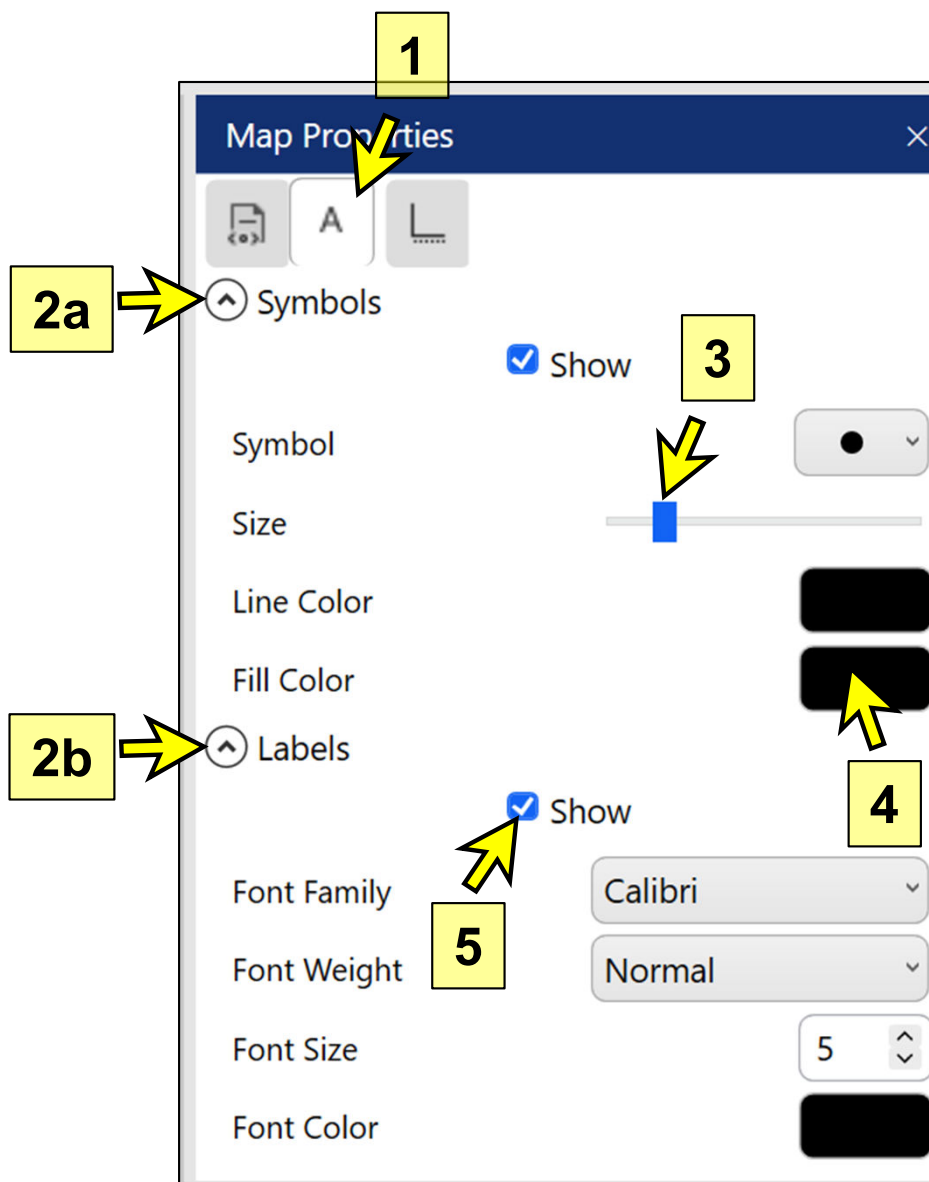 1
Map Properties
A
2a
Symbols
Show
3
Symbol
Size
Line Color
Fill Color
2b
Labels
4
Show
Font Family
Calibri
5
Font Weight
Normal
Font Size
5
Font Color